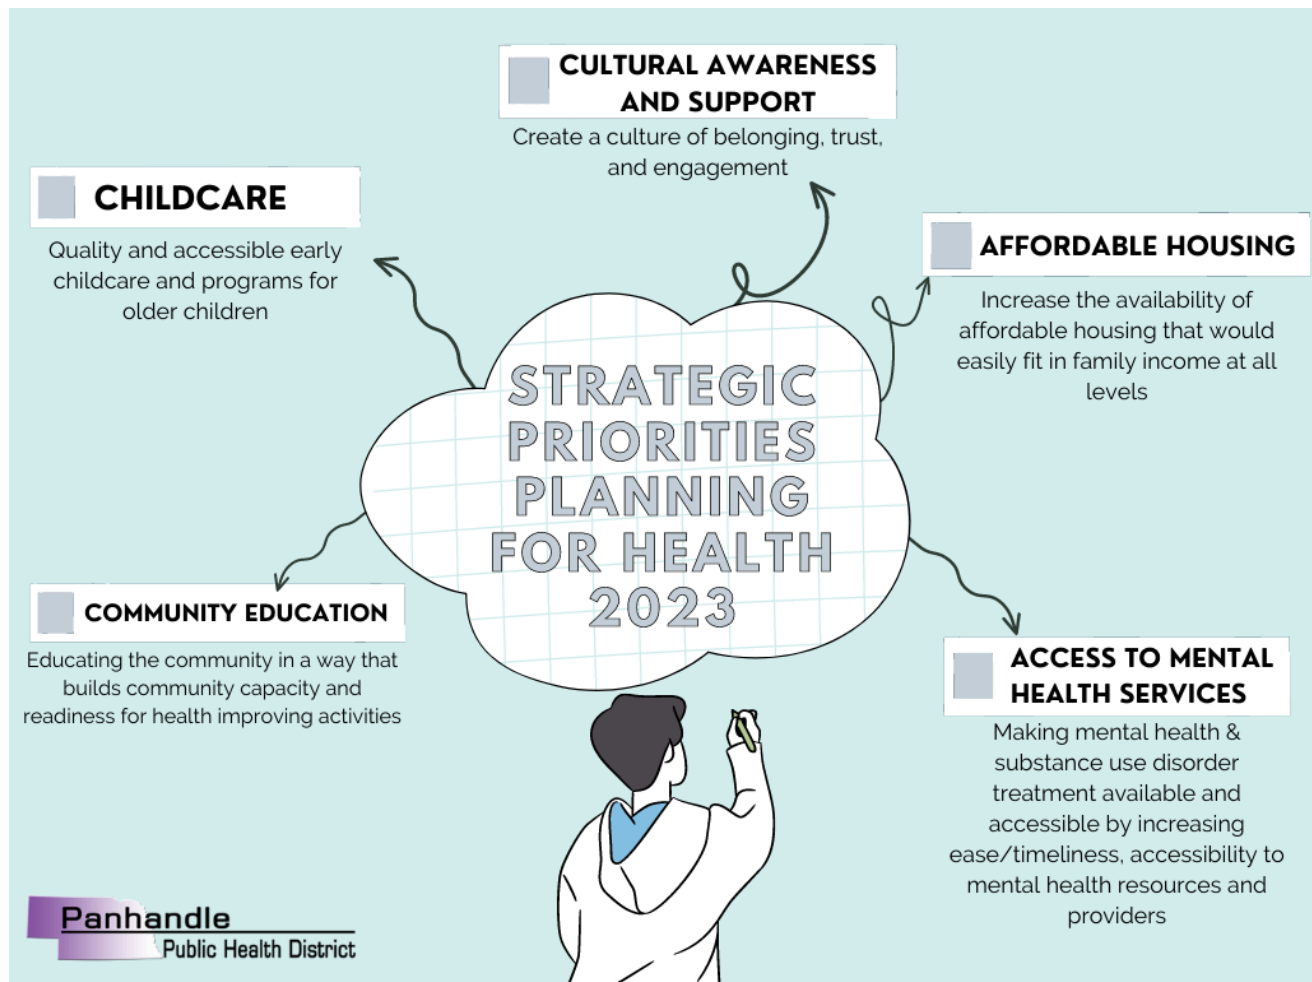 CULTURAL AWARENESS
AND SUPPORT
Create a culture of belonging, trust,
and engagement
CHILDCARE
Quality and accessible early
childcare and programs for
older children
AFFORDABLE HOUSING
Increase the availability of
affordable housing that would
easily fit in family income at all
levels
STRATEGIC
PRIORITIES
PLANNING
FOR HEALTH
2023
COMMUNITY EDUCATION
Educating the community in a way that
builds community capacity and
readiness for health improving activities
ACCESS TO MENTAL
HEALTH SERVICES
Making mental health &
substance use disorder
treatment available and
accessible by increasing
ease/timeliness, accessibility to
mental health resources and
providers
Panhandle
Public Health District